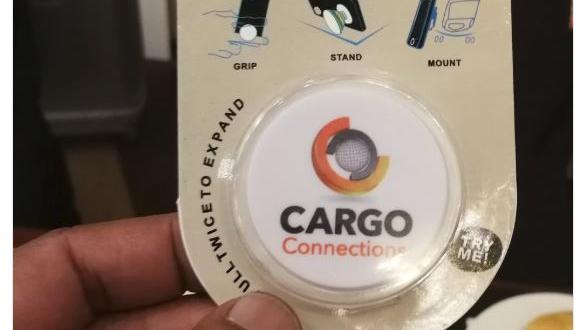 GRIP
STAND
MOUNT
PULL TWICE TO EXPAND
CARGO
Connections
TRY
ME!